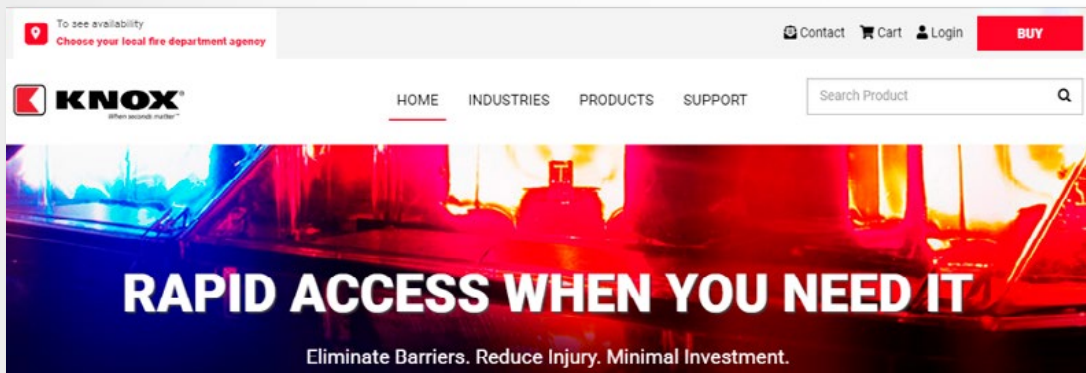 To see availability
Choose your local fire department agency
Contact Cart Login BUY
KNOX®
When seconds matter™
HOME INDUSTRIES PRODUCTS SUPPORT
Search Product
RAPID ACCESS WHEN YOU NEED IT
Eliminate Barriers. Reduce Injury. Minimal Investment.